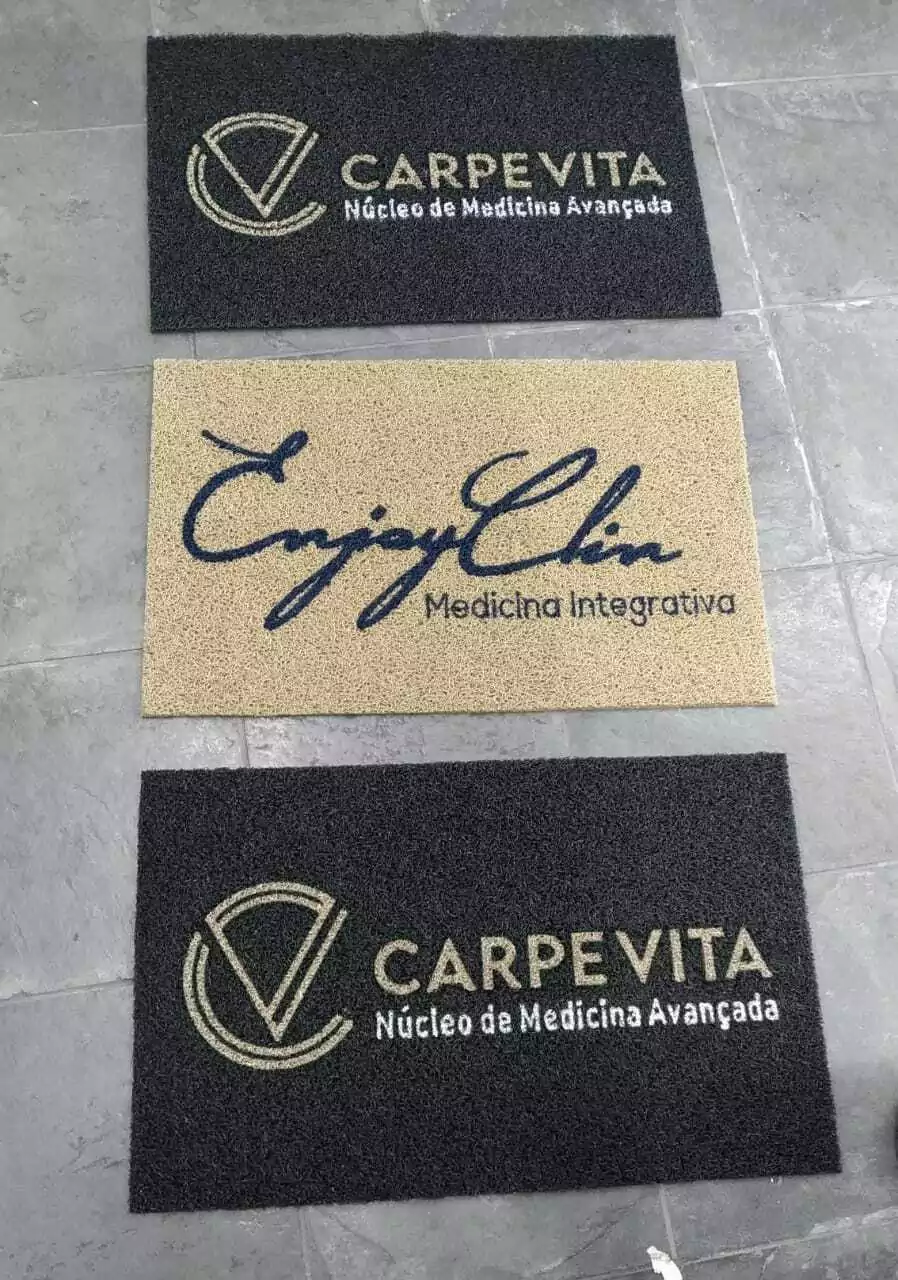 CARPE VITA
Núcleo de Medicina Avançada
EnjoyClin
Medicina Integrativa
CARPE VITA
Núcleo de Medicina Avançada